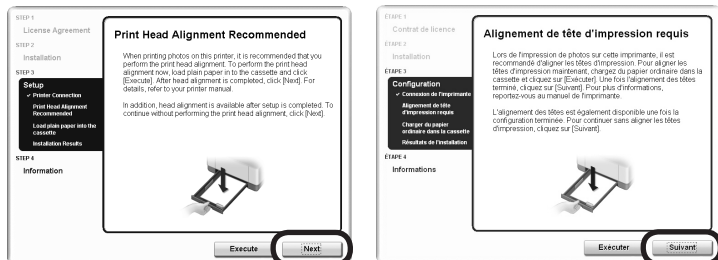 STEP 1
License Agreement
STEP 2
Installation
STEP 3
Setup
✓ Printer Connection
Print Head Alignment
Recommended
Load plain paper into the
cassette
Installation Results
STEP 4
Information
Print Head Alignment Recommended
When printing photos on this printer, it is recommended that you
perform the print head alignment. To perform the print head
alignment now, load plain paper in to the cassette and click
[Execute]. After head alignment is completed, click [Next]. For
details, refer to your printer manual.
In addition, head alignment is available after setup is completed. To
continue without performing the print head alignment, click [Next].
Execute
Next
ÉTAPE 1
Contrat de licence
ÉTAPE 2
Installation
ÉTAPE 3
Configuration
✓ Connexion de l'imprimante
Alignement de tête
d'impression requis
Charger du papier
ordinaire dans la cassette
Résultats de l'installation
ÉTAPE 4
Informations
Alignement de tête d'impression requis
Lors de l'impression de photos sur cette imprimante, il est
recommandé d'aligner les têtes d'impression. Pour aligner les
têtes d'impression maintenant, chargez du papier ordinaire dans la
cassette et cliquez sur [Exécuter]. Une fois l'alignement des têtes
terminé, cliquez sur [Suivant]. Pour plus d'informations,
reportez-vous au manuel de l'imprimante.
L'alignement des têtes est également disponible une fois la
configuration terminée. Pour continuer sans aligner les têtes
d'impression, cliquez sur [Suivant].
Exécuter
Suivant